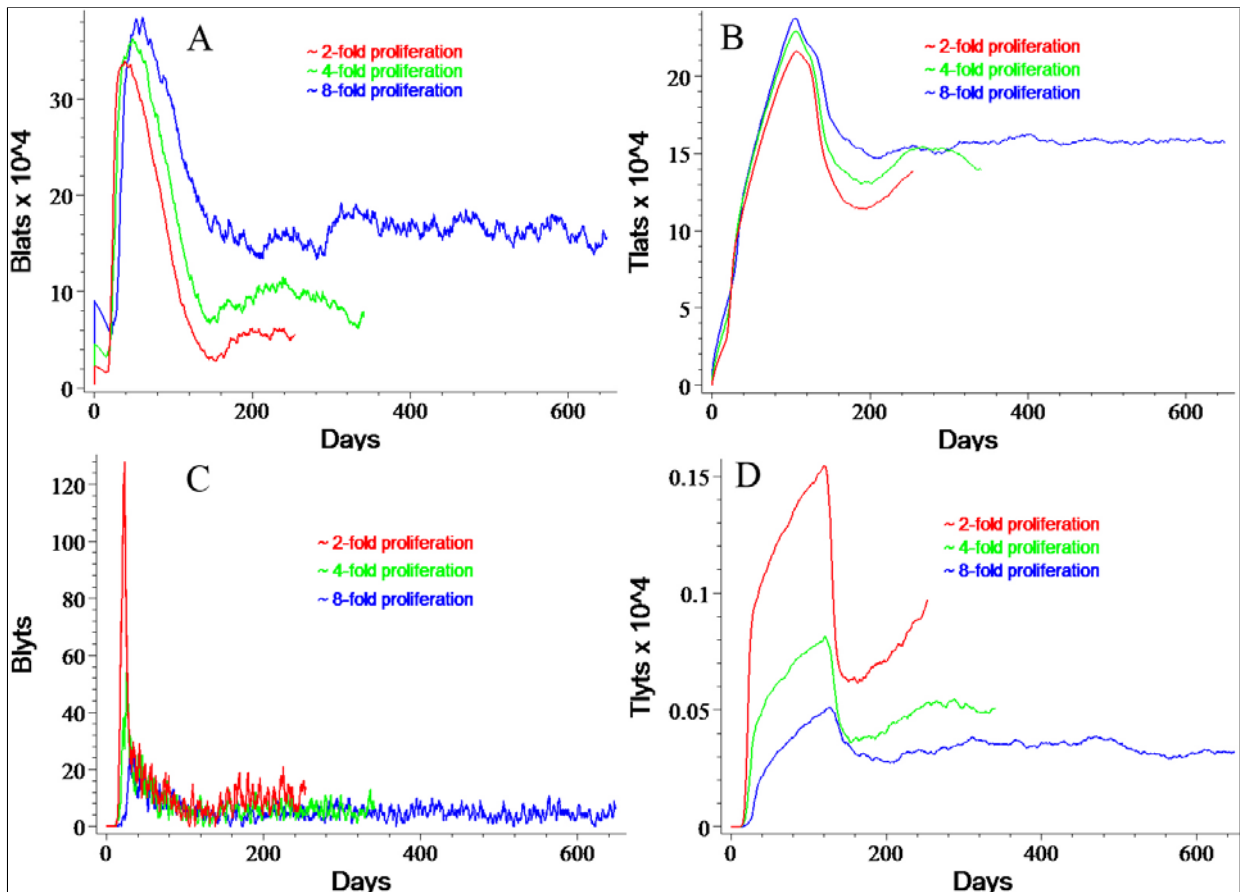 A
~ 2-fold proliferation
~ 4-fold proliferation
~ 8-fold proliferation
Blats x 10^4
30
20
10
0
0
200
400
600
Days
B
~ 2-fold proliferation
~ 4-fold proliferation
~ 8-fold proliferation
Tlats x 10^4
20
15
10
5
0
0
200
400
600
Days
C
~ 2-fold proliferation
~ 4-fold proliferation
~ 8-fold proliferation
Blyts
120
100
80
60
40
20
0
0
200
400
600
Days
D
~ 2-fold proliferation
~ 4-fold proliferation
~ 8-fold proliferation
Tlyts x 10^4
0.15
0.1
0.05
0
0
200
400
600
Days